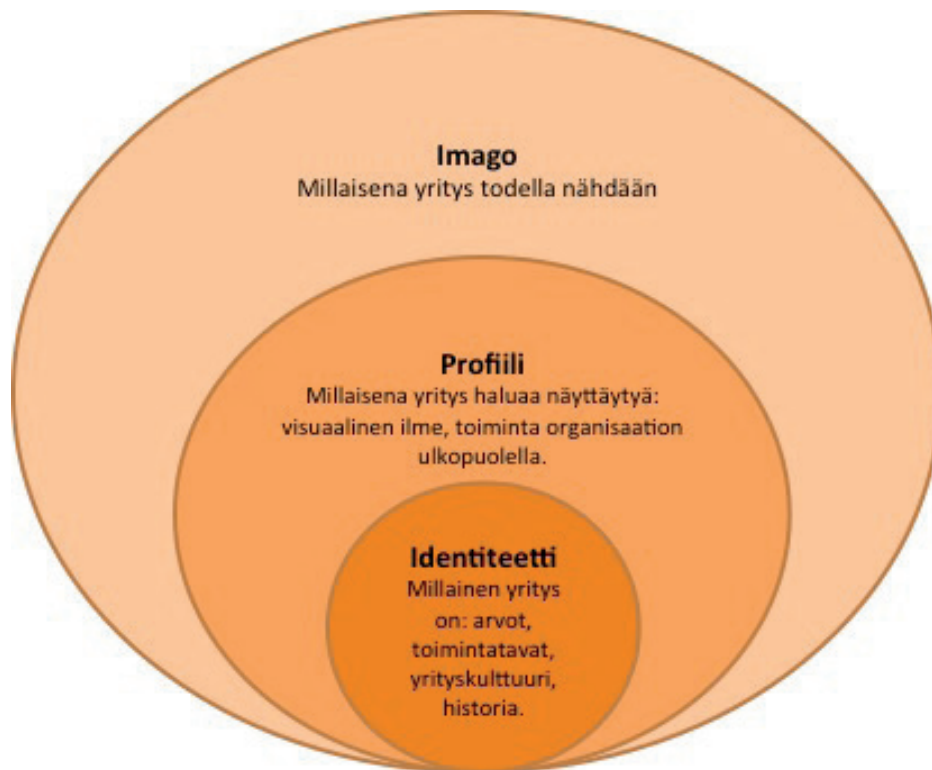 Imago
Millaisena yritys todella nähdään
Profiili
Millaisena yritys haluaa näyttäytyä:
visuaalinen ilme, toiminta organisaation
ulkopuolella.
Identiteetti
Millainen yritys
on: arvot,
toimintatavat,
yrityskulttuuri,
historia.